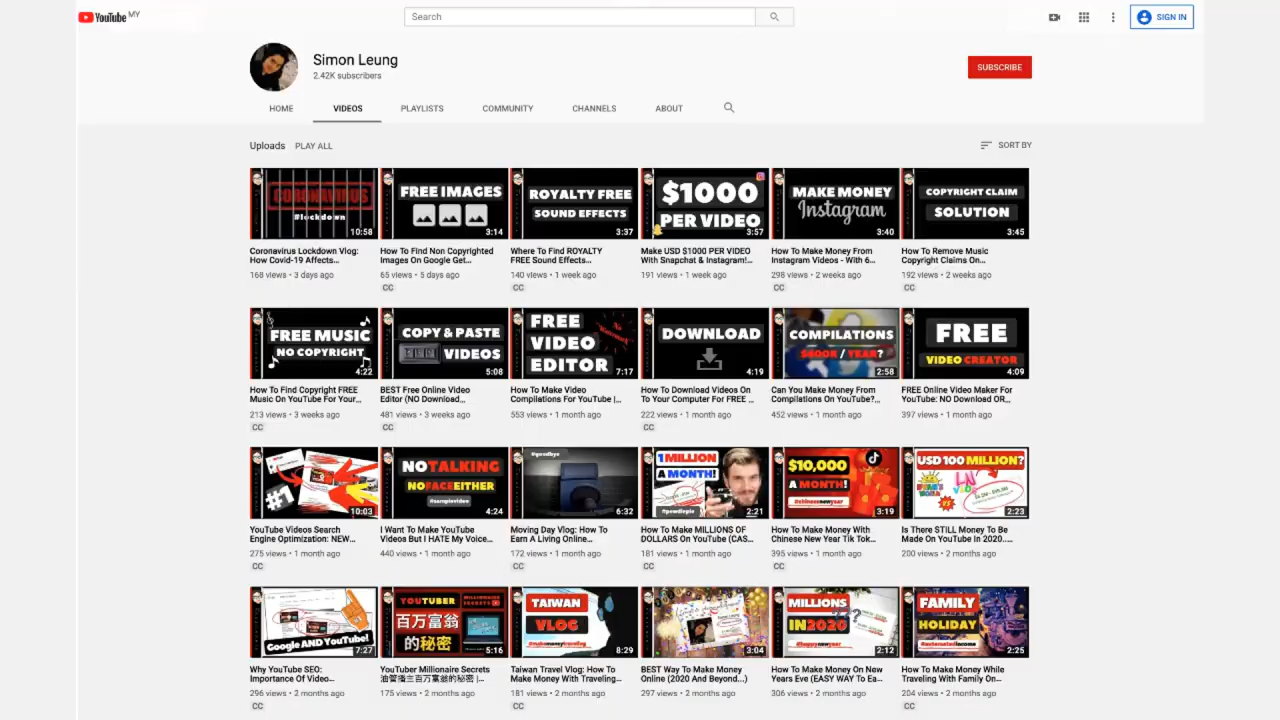 YouTube MY
Search
SIGN IN
Simon Leung
2.42K subscribers
SUBSCRIBE
HOME VIDEOS PLAYLISTS COMMUNITY CHANNELS ABOUT
Uploads PLAY ALL
SORT BY
CORONAVIRUS
#lockdown
10:58
FREE IMAGES
3:14
ROYALTY FREE
SOUND EFFECTS
3:37
$1000
PER VIDEO
3:57
MAKE MONEY
Instagram
3:40
COPYRIGHT CLAIM
SOLUTION
3:45
Coronavirus Lockdown Vlog:
How Covid-19 Affects...
168 views • 3 days ago
How To Find Non Copyrighted
Images On Google Get...
65 views • 5 days ago
CC
Where To Find ROYALTY
FREE Sound Effects...
140 views • 1 week ago
CC
Make USD $1000 PER VIDEO
With Snapchat & Instagram!...
191 views • 1 week ago
How To Make Money From
Instagram Videos - With 6...
298 views • 2 weeks ago
CC
How To Remove Music
Copyright Claims On...
192 views • 2 weeks ago
CC
FREE MUSIC
NO COPYRIGHT
4:22
COPY & PASTE
VIDEOS
5:08
FREE
VIDEO
EDITOR
7:17
DOWNLOAD
4:19
COMPILATIONS
$800K / YEAR?
2:58
FREE
VIDEO CREATOR
4:09
How To Find Copyright FREE
Music On YouTube For Your...
213 views • 3 weeks ago
CC
BEST Free Online Video
Editor (NO Download...
481 views • 3 weeks ago
CC
How To Make Video
Compilations For YouTube |...
553 views • 1 month ago
How To Download Videos On
To Your Computer For FREE ...
222 views • 1 month ago
CC
Can You Make Money From
Compilations On YouTube?...
452 views • 1 month ago
FREE Online Video Maker For
YouTube: NO Download OR...
397 views • 1 month ago
#1
10:03
NO TALKING
NO FACE EITHER
#samplevideo
4:24
#goodbye
6:32
1 MILLION
A MONTH!
#pewdiepie
2:21
$10,000
A MONTH!
#chinesenewyear
3:19
USD 100 MILLION?
2:23
YouTube Videos Search
Engine Optimization: NEW...
275 views • 1 month ago
CC
I Want To Make YouTube
Videos But I HATE My Voice...
440 views • 1 month ago
Moving Day Vlog: How To
Earn A Living Online...
172 views • 1 month ago
CC
How To Make MILLIONS OF
DOLLARS On YouTube (CAS...
181 views • 1 month ago
CC
How To Make Money With
Chinese New Year Tik Tok...
395 views • 1 month ago
CC
Is There STILL Money To Be
Made On YouTube In 2020...
200 views • 2 months ago
Google AND YouTube!
7:27
YOUTUBER MILLIONAIRE
SECRETS
百万富翁
的秘密
5:16
TAIWAN
VLOG
#makemoneytraveling
8:29
3:04
MILLIONS
IN 2020
#happynewyear
2:12
FAMILY
HOLIDAY
#automatedincome
2:25
Why YouTube SEO:
Importance Of Video...
296 views • 2 months ago
CC
YouTuber Millionaire Secrets
油管播主百万富翁的秘密 |...
175 views • 2 months ago
Taiwan Travel Vlog: How To
Make Money With Traveling...
181 views • 2 months ago
CC
BEST Way To Make Money
Online (2020 And Beyond...)
297 views • 2 months ago
How To Make Money On New
Years Eve (EASY WAY To Ea...
306 views • 2 months ago
How To Make Money While
Traveling With Family On...
204 views • 2 months ago
CC